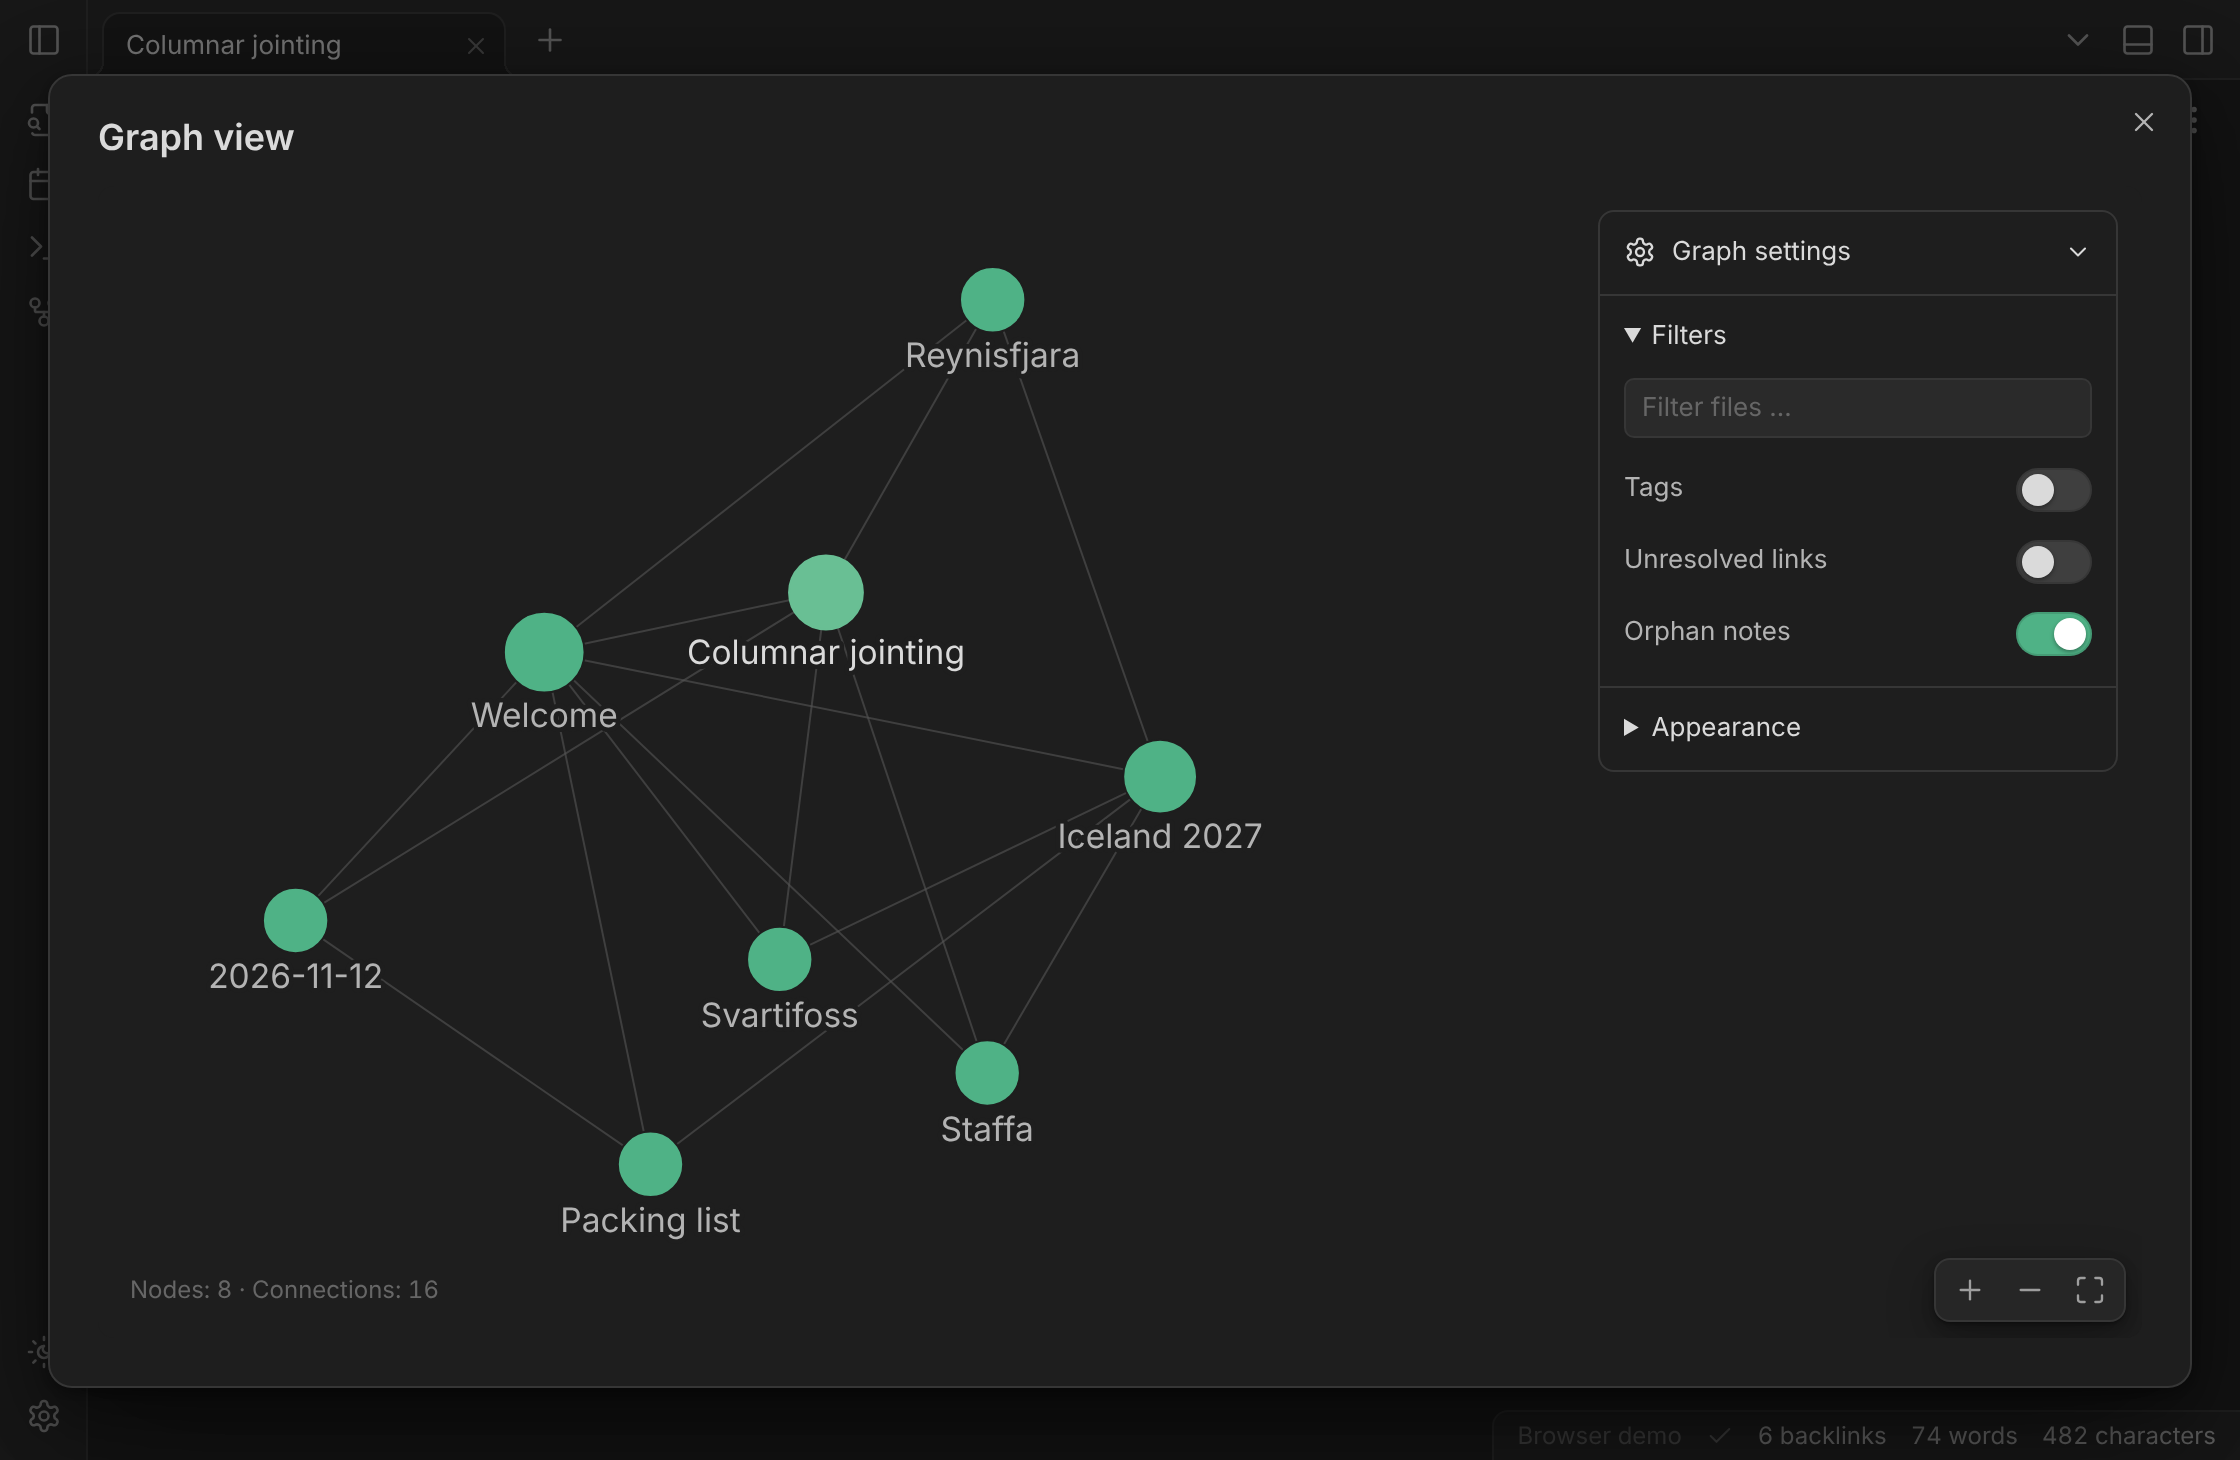 Columnar jointing
Graph view
Graph settings
Filters
Filter files ...
Tags
Unresolved links
Orphan notes
Appearance
Reynisfjara
Columnar jointing
Welcome
Iceland 2027
2026-11-12
Svartifoss
Staffa
Packing list
Nodes: 8 · Connections: 16
Browser demo 6 backlinks 74 words 482 characters